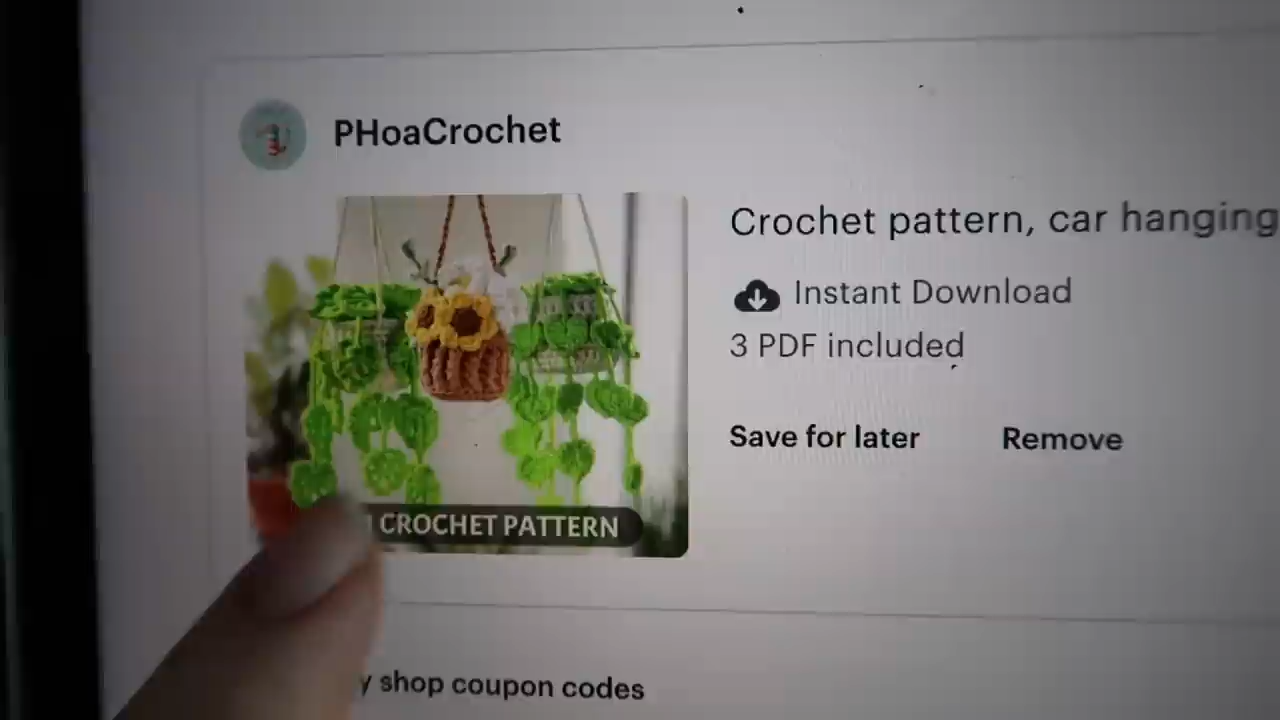 PHoaCrochet
Crochet pattern, car hanging
Instant Download
3 PDF included
Save for later
Remove
CROCHET PATTERN
shop coupon codes